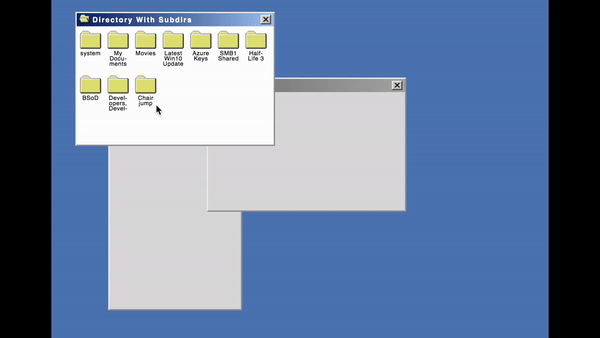 Directory With Subdirs
system
My
Docu-
ments
Movies
Latest
Win10
Update
Azure
Keys
SMB1
Shared
Half-
Life 3
BSoD
Devel-
opers,
Devel-
Chair
jump